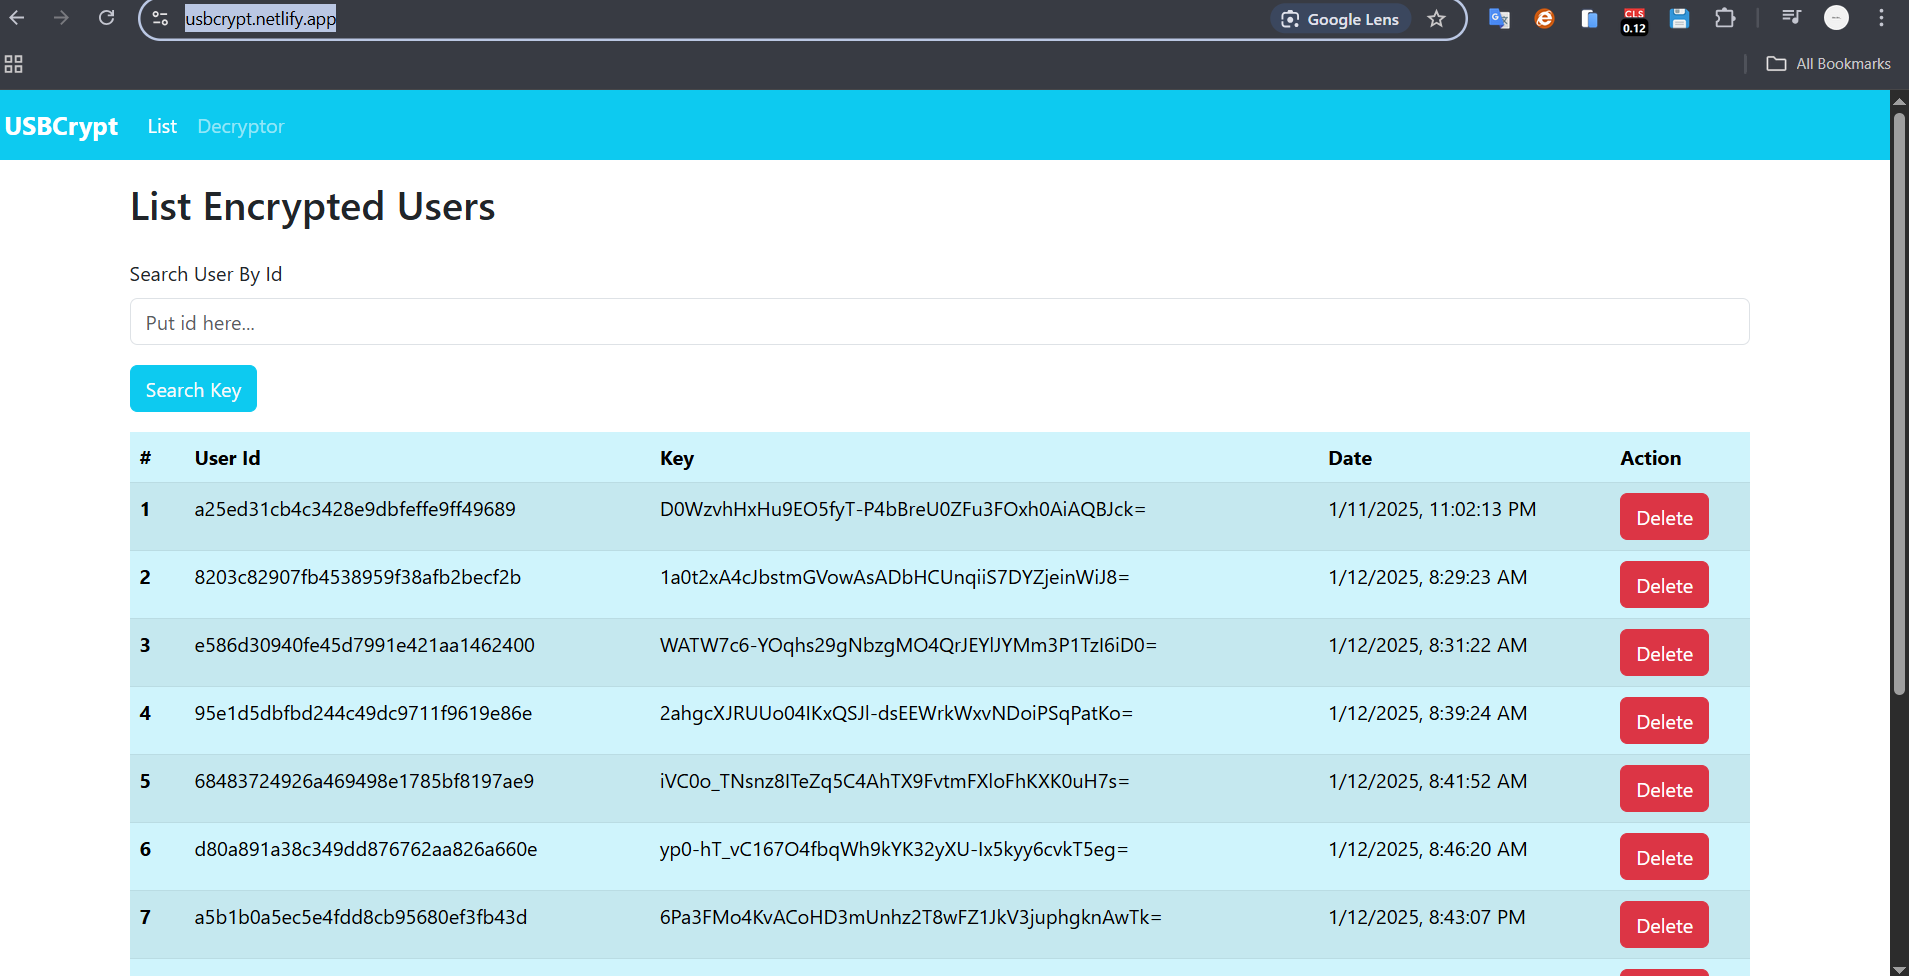 usbcrypt.netlify.app
Google Lens
CLS
0.12
All Bookmarks
USBCrypt List Decryptor
List Encrypted Users
Search User By Id
Put id here...
Search Key
# User Id Key Date Action
1 a25ed31cb4c3428e9dbfeffe9ff49689 D0WzvhHxHu9EO5fyT-P4bBreU0ZFu3FOxh0AiAQBJck= 1/11/2025, 11:02:13 PM Delete
2 8203c82907fb4538959f38afb2becf2b 1a0t2xA4cJbstmGVowAsADbHCUnqiiS7DYZjeinWiJ8= 1/12/2025, 8:29:23 AM Delete
3 e586d30940fe45d7991e421aa1462400 WATW7c6-YOqhs29gNbzgMO4QrJEYlJYMm3P1TzI6iD0= 1/12/2025, 8:31:22 AM Delete
4 95e1d5dbfbd244c49dc9711f9619e86e 2ahgcXJRUUo04IKxQSJl-dsEEWrkWxvNDoiPSqPatKo= 1/12/2025, 8:39:24 AM Delete
5 68483724926a469498e1785bf8197ae9 iVC0o_TNsnz8ITeZq5C4AhTX9FvtmFXloFhKXK0uH7s= 1/12/2025, 8:41:52 AM Delete
6 d80a891a38c349dd876762aa826a660e yp0-hT_vC167O4fbqWh9kYK32yXU-Ix5kyy6cvkT5eg= 1/12/2025, 8:46:20 AM Delete
7 a5b1b0a5ec5e4fdd8cb95680ef3fb43d 6Pa3FMo4KvACoHD3mUnhz2T8wFZ1JkV3juphgknAwTk= 1/12/2025, 8:43:07 PM Delete